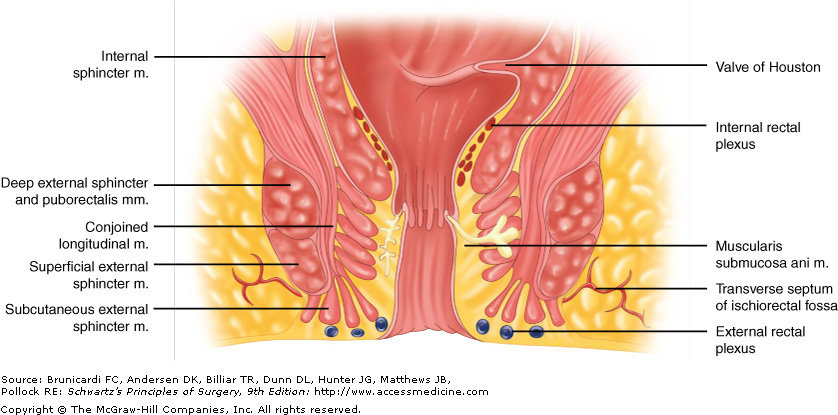 Internal
sphincter m.
Deep external sphincter
and puborectalis mm.
Conjoined
longitudinal m.
Superficial external
sphincter m.
Subcutaneous external
sphincter m.
Valve of Houston
Internal rectal
plexus
Muscularis
submucosa ani m.
Transverse septum
of ischiorectal fossa
External rectal
plexus
Source: Brunicardi FC, Andersen DK, Billiar TR, Dunn DL, Hunter JG, Matthews JB,
Pollock RE: Schwartz's Principles of Surgery, 9th Edition: http://www.accessmedicine.com
Copyright © The McGraw-Hill Companies, Inc. All rights reserved.